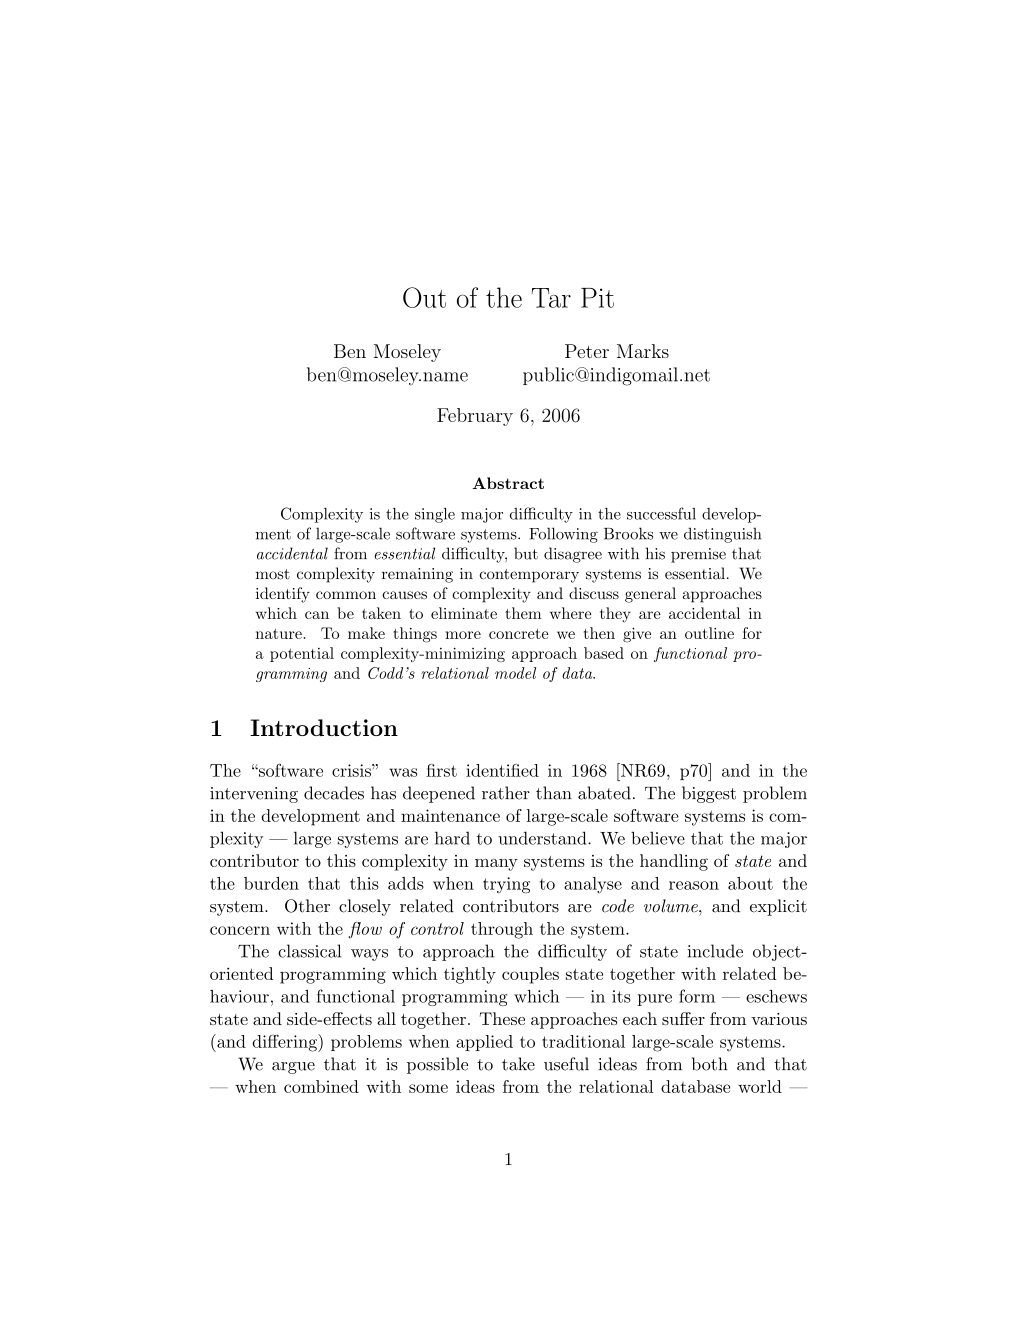 Out of the Tar Pit
Ben Moseley
ben@moseley.name
Peter Marks
public@indigomail.net
February 6, 2006
Abstract
Complexity is the single major difficulty in the successful develop-
ment of large-scale software systems. Following Brooks we distinguish
accidental from essential difficulty, but disagree with his premise that
most complexity remaining in contemporary systems is essential. We
identify common causes of complexity and discuss general approaches
which can be taken to eliminate them where they are accidental in
nature. To make things more concrete we then give an outline for
a potential complexity-minimizing approach based on functional pro-
gramming and Codd's relational model of data.
1 Introduction
The “software crisis” was first identified in 1968 [NR69, p70] and in the
intervening decades has deepened rather than abated. The biggest problem
in the development and maintenance of large-scale software systems is com-
plexity — large systems are hard to understand. We believe that the major
contributor to this complexity in many systems is the handling of state and
the burden that this adds when trying to analyse and reason about the
system. Other closely related contributors are code volume, and explicit
concern with the flow of control through the system.
The classical ways to approach the difficulty of state include object-
oriented programming which tightly couples state together with related be-
haviour, and functional programming which — in its pure form — eschews
state and side-effects all together. These approaches each suffer from various
(and differing) problems when applied to traditional large-scale systems.
We argue that it is possible to take useful ideas from both and that
— when combined with some ideas from the relational database world —
1